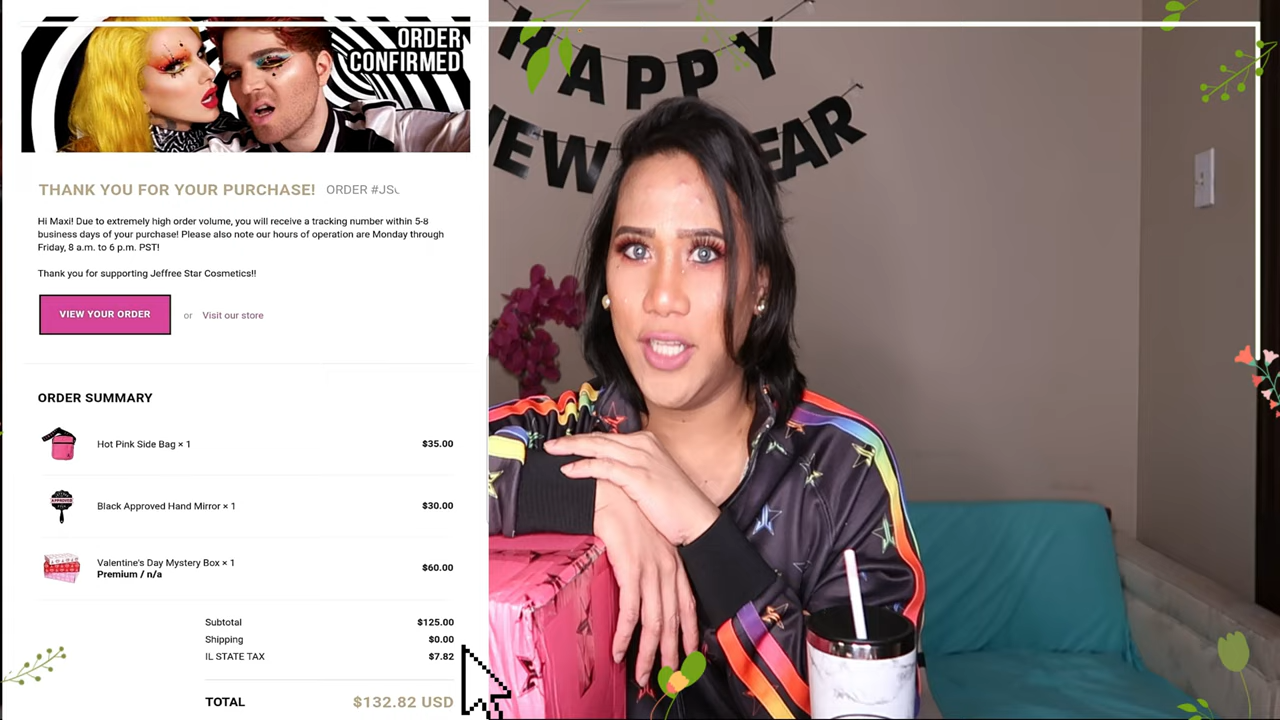 ORDER
CONFIRMED
THANK YOU FOR YOUR PURCHASE! ORDER #JS
Hi Maxi! Due to extremely high order volume, you will receive a tracking number within 5-8
business days of your purchase! Please also note our hours of operation are Monday through
Friday, 8 a.m. to 6 p.m. PST!
Thank you for supporting Jeffree Star Cosmetics!!
VIEW YOUR ORDER or Visit our store
ORDER SUMMARY
Hot Pink Side Bag × 1 $35.00
APPROVED
Black Approved Hand Mirror × 1 $30.00
Valentine's Day Mystery Box × 1 $60.00
Premium / n/a
Subtotal $125.00
Shipping $0.00
IL STATE TAX $7.82
TOTAL $132.82 USD
HAPPY
NEW YEAR